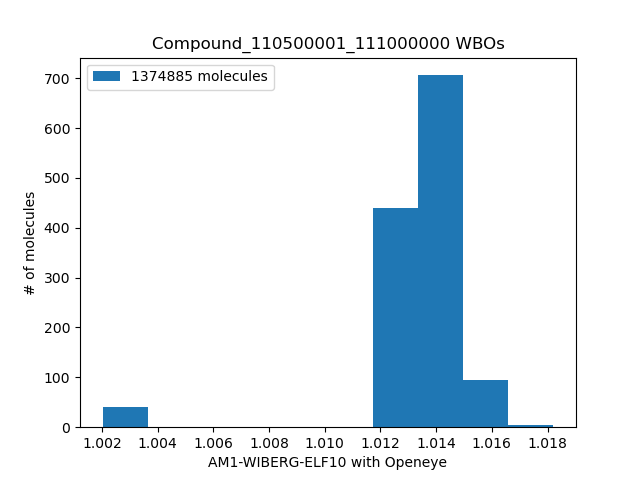 Compound_110500001_111000000 WBOs
1374885 molecules
# of molecules
700
600
500
400
300
200
100
0
1.002 1.004 1.006 1.008 1.010 1.012 1.014 1.016 1.018
AM1-WIBERG-ELF10 with Openeye